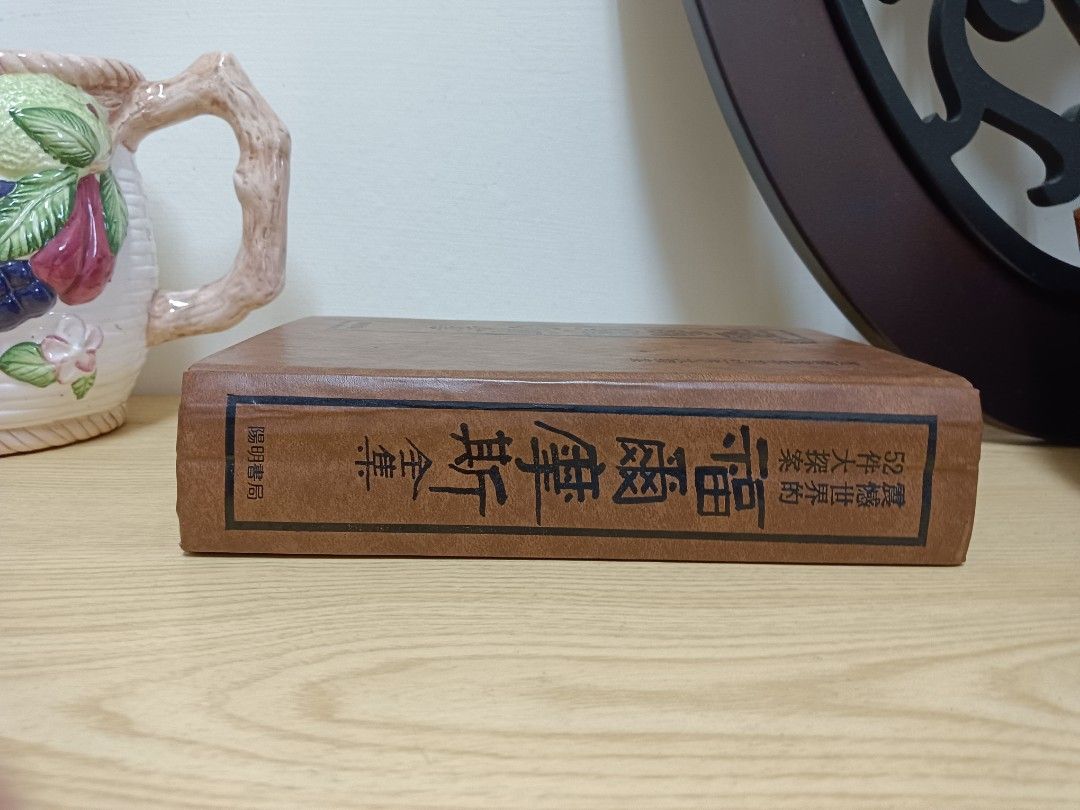 震憾世界的
52件大探案
福爾摩斯
全集
陽明書局